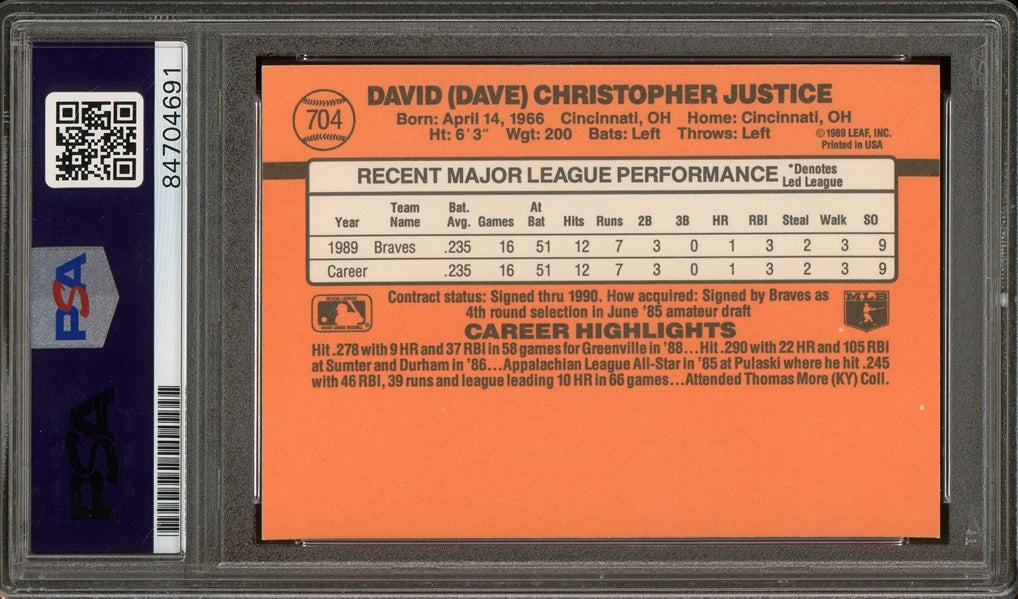 84704691
PSA
PSA
704
DAVID (DAVE) CHRISTOPHER JUSTICE
Born: April 14, 1966 Cincinnati, OH Home: Cincinnati, OH
Ht: 6'3" Wgt: 200 Bats: Left Throws: Left
© 1989 LEAF, INC.
Printed in USA
RECENT MAJOR LEAGUE PERFORMANCE *Denotes
Led League
Year Team Name Bat. Avg. Games At Bat Hits Runs 2B 3B HR RBI Steal Walk SO
1989 Braves .235 16 51 12 7 3 0 1 3 2 3 9
Career .235 16 51 12 7 3 0 1 3 2 3 9
OFFICIAL LICENSEE
MAJOR LEAGUE BASEBALL
Contract status: Signed thru 1990. How acquired: Signed by Braves as
4th round selection in June '85 amateur draft
MLB
CAREER HIGHLIGHTS
Hit .278 with 9 HR and 37 RBI in 58 games for Greenville in '88...Hit .290 with 22 HR and 105 RBI
at Sumter and Durham in '86...Appalachian League All-Star in '85 at Pulaski where he hit .245
with 46 RBI, 39 runs and league leading 10 HR in 66 games...Attended Thomas More (KY) Coll.